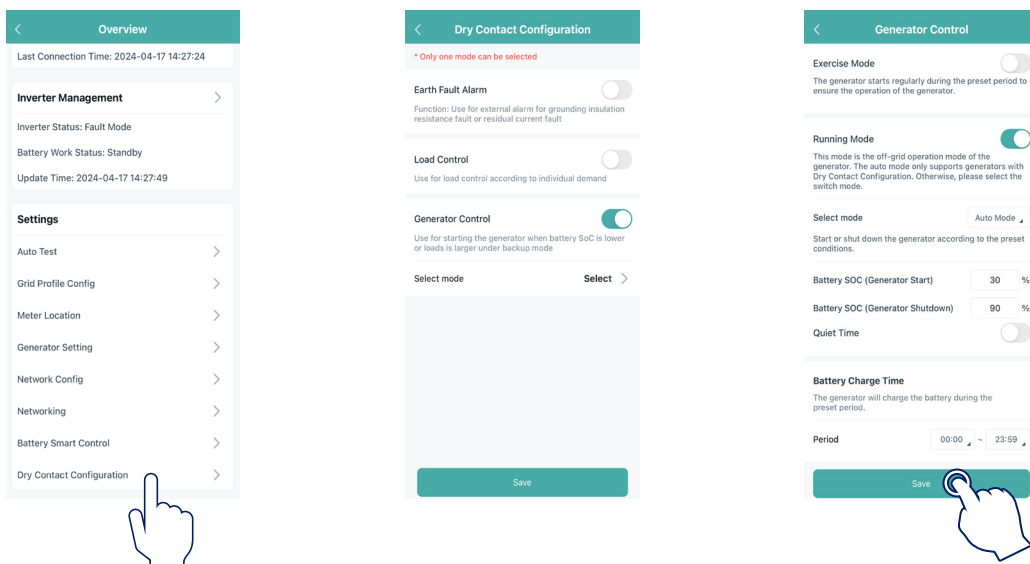 Overview
Last Connection Time: 2024-04-17 14:27:24
Inverter Management
Inverter Status: Fault Mode
Battery Work Status: Standby
Update Time: 2024-04-17 14:27:49
Settings
Auto Test
Grid Profile Config
Meter Location
Generator Setting
Network Config
Networking
Battery Smart Control
Dry Contact Configuration
Dry Contact Configuration
* Only one mode can be selected
Earth Fault Alarm
Function: Use for external alarm for grounding insulation
resistance fault or residual current fault
Load Control
Use for load control according to individual demand
Generator Control
Use for starting the generator when battery SoC is lower
or loads is larger under backup mode
Select mode Select
Save
Generator Control
Exercise Mode
The generator starts regularly during the preset period to
ensure the operation of the generator.
Running Mode
This mode is the off-grid operation mode of the
generator. The auto mode only supports generators with
Dry Contact Configuration. Otherwise, please select the
switch mode.
Select mode Auto Mode
Start or shut down the generator according to the preset
conditions.
Battery SOC (Generator Start) 30 %
Battery SOC (Generator Shutdown) 90 %
Quiet Time
Battery Charge Time
The generator will charge the battery during the
preset period.
Period 00:00 ~ 23:59
Save